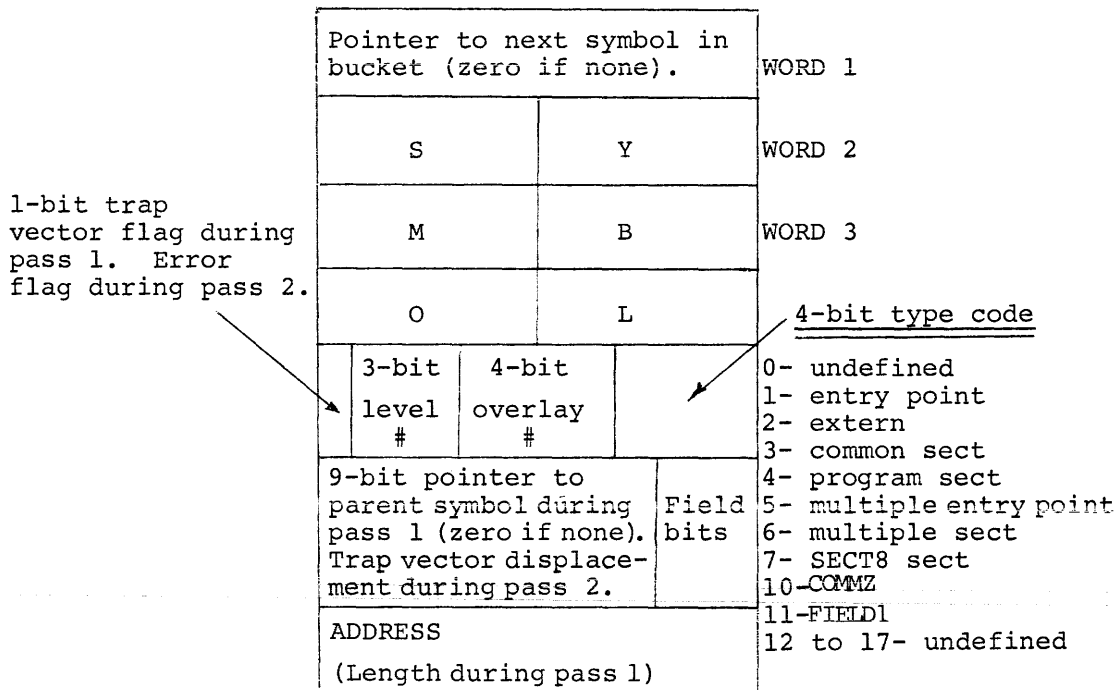 Pointer to next symbol in
bucket (zero if none).
WORD 1
S Y
WORD 2
1-bit trap
vector flag during
pass 1. Error
flag during pass 2.
M B
WORD 3
O L
4-bit type code
3-bit
level
#
4-bit
overlay
#
0- undefined
1- entry point
2- extern
3- common sect
4- program sect
5- multiple entry point
6- multiple sect
7- SECT8 sect
10-COMMZ
11-FIELD1
12 to 17- undefined
9-bit pointer to
parent symbol during
pass 1 (zero if none).
Trap vector displace-
ment during pass 2.
Field
bits
ADDRESS
(Length during pass 1)